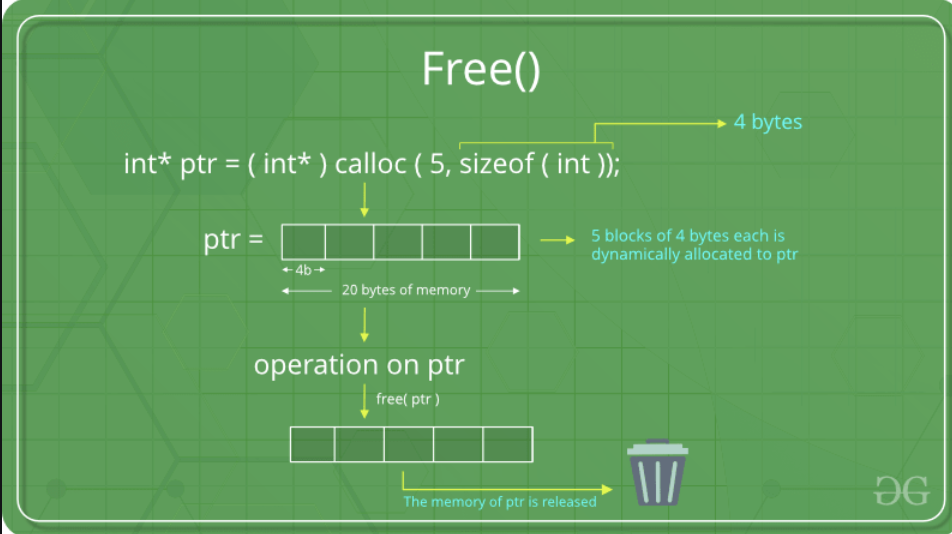 Free()
4 bytes
int* ptr = ( int* ) calloc ( 5, sizeof ( int ));
ptr =
5 blocks of 4 bytes each is
dynamically allocated to ptr
4b
20 bytes of memory
operation on ptr
free( ptr )
The memory of ptr is released